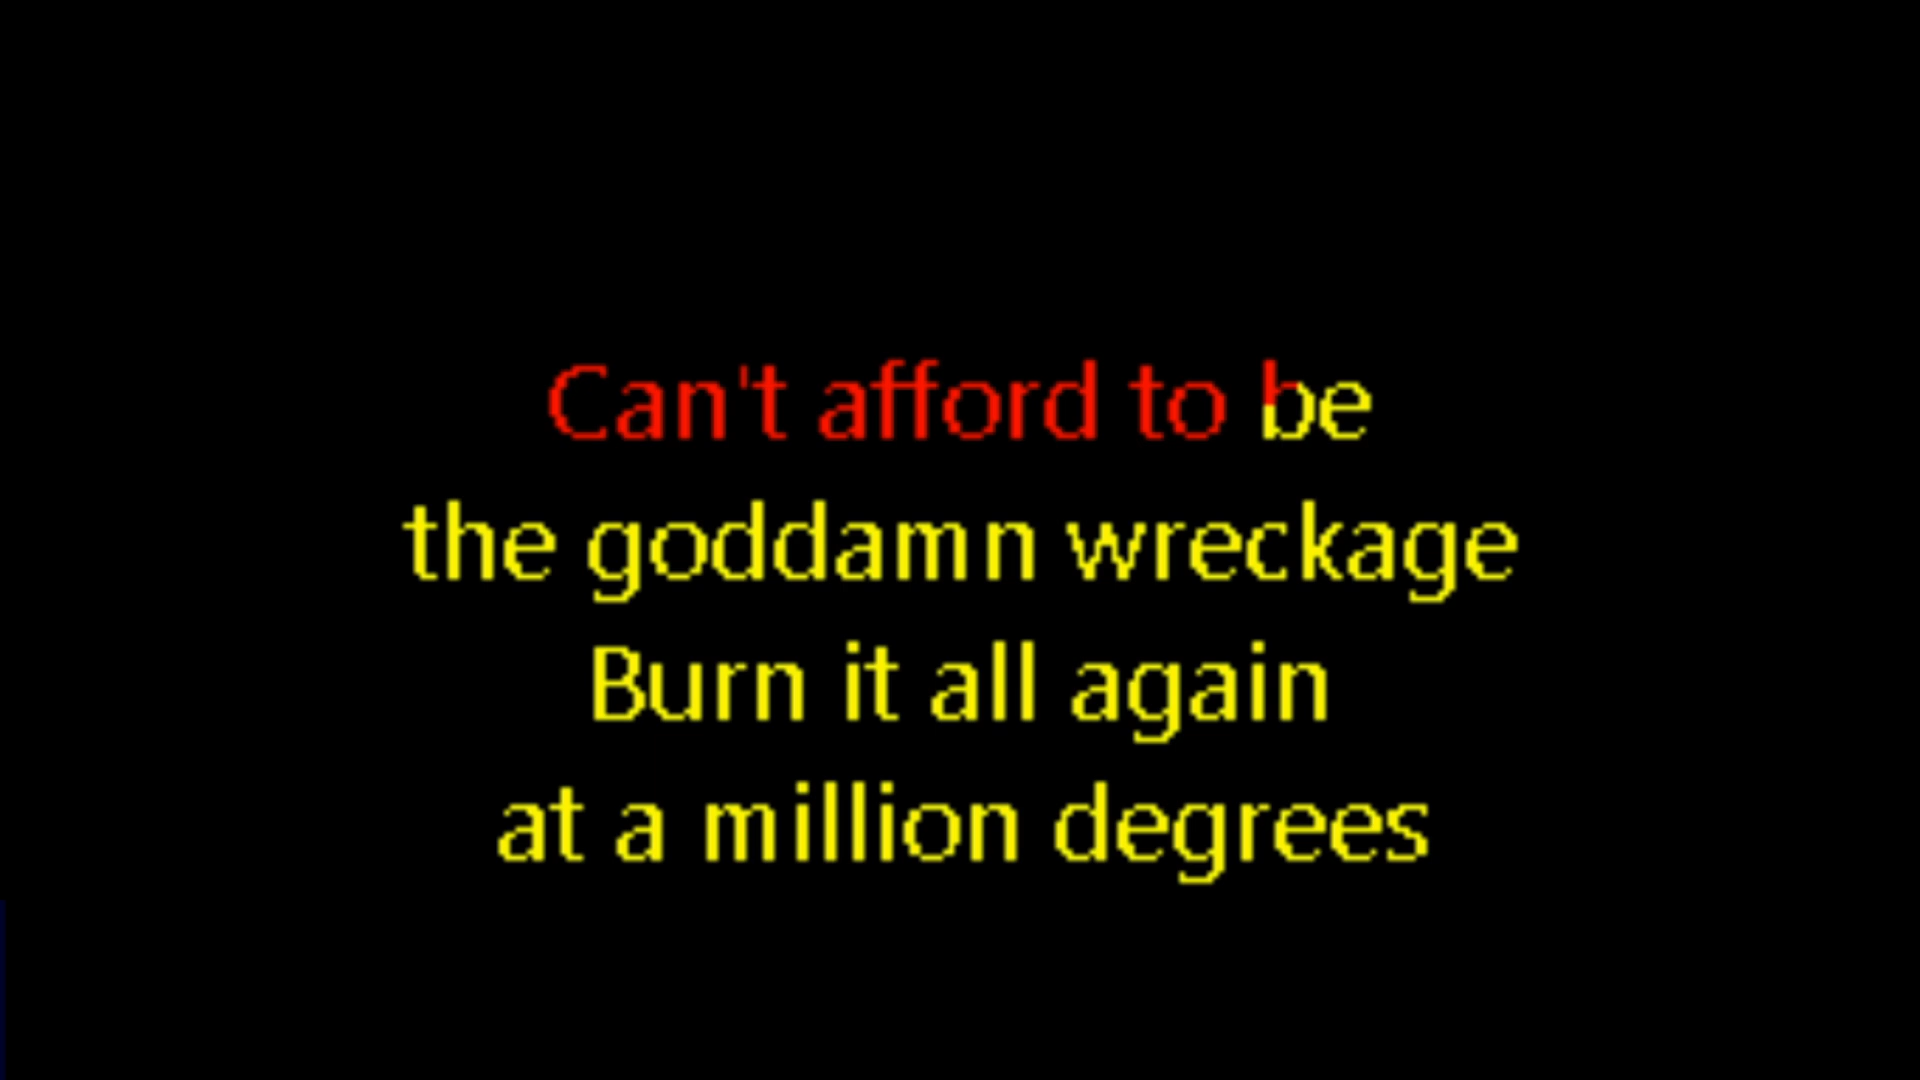 Can't afford to be
the goddamn wreckage
Burn it all again
at a million degrees